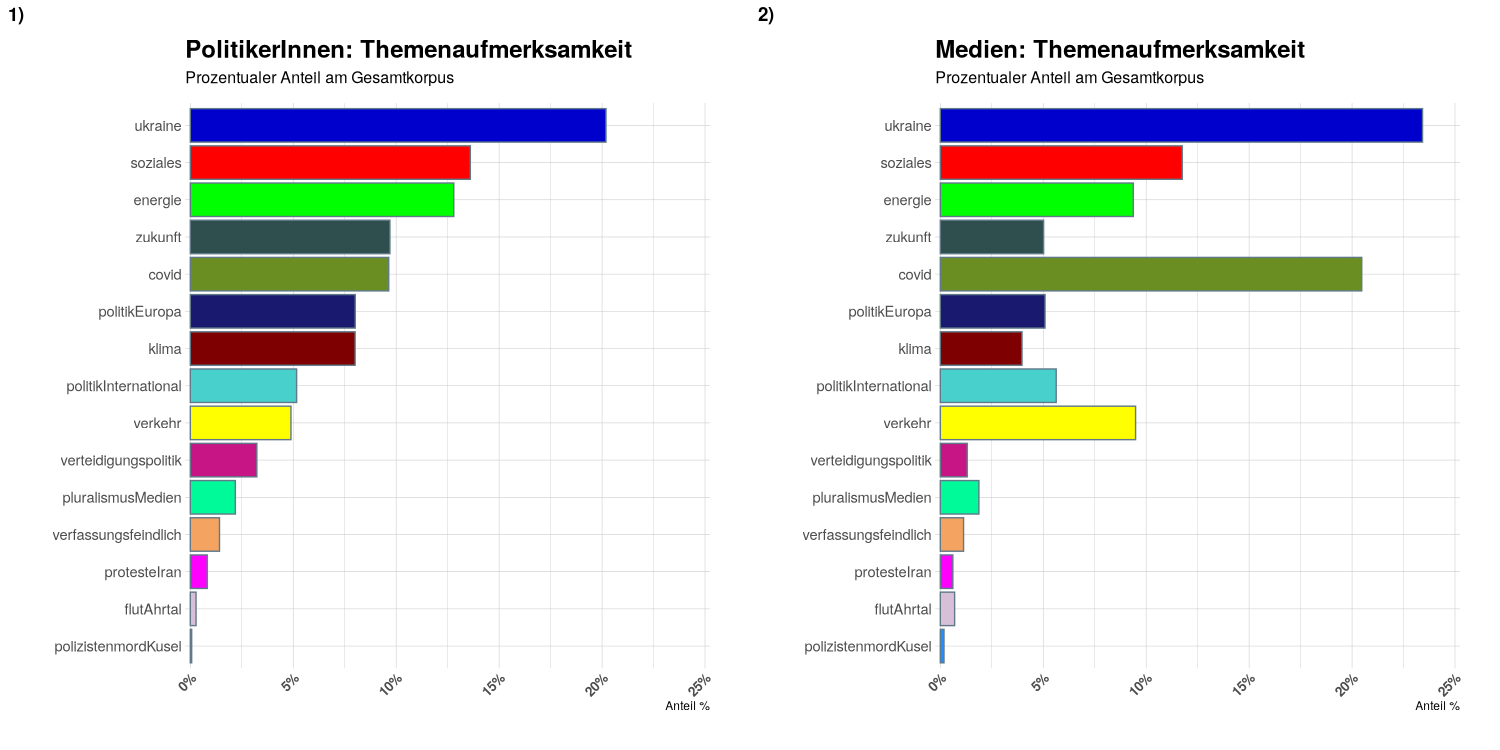 1)
PolitikerInnen: Themenaufmerksamkeit
Prozentualer Anteil am Gesamtkorpus
ukraine
soziales
energie
zukunft
covid
politikEuropa
klima
politikInternational
verkehr
verteidigungspolitik
pluralismusMedien
verfassungsfeindlich
protesteIran
flutAhrtal
polizistenmordKusel
0% 5% 10% 15% 20% 25%
Anteil %
2)
Medien: Themenaufmerksamkeit
Prozentualer Anteil am Gesamtkorpus
ukraine
soziales
energie
zukunft
covid
politikEuropa
klima
politikInternational
verkehr
verteidigungspolitik
pluralismusMedien
verfassungsfeindlich
protesteIran
flutAhrtal
polizistenmordKusel
0% 5% 10% 15% 20% 25%
Anteil %